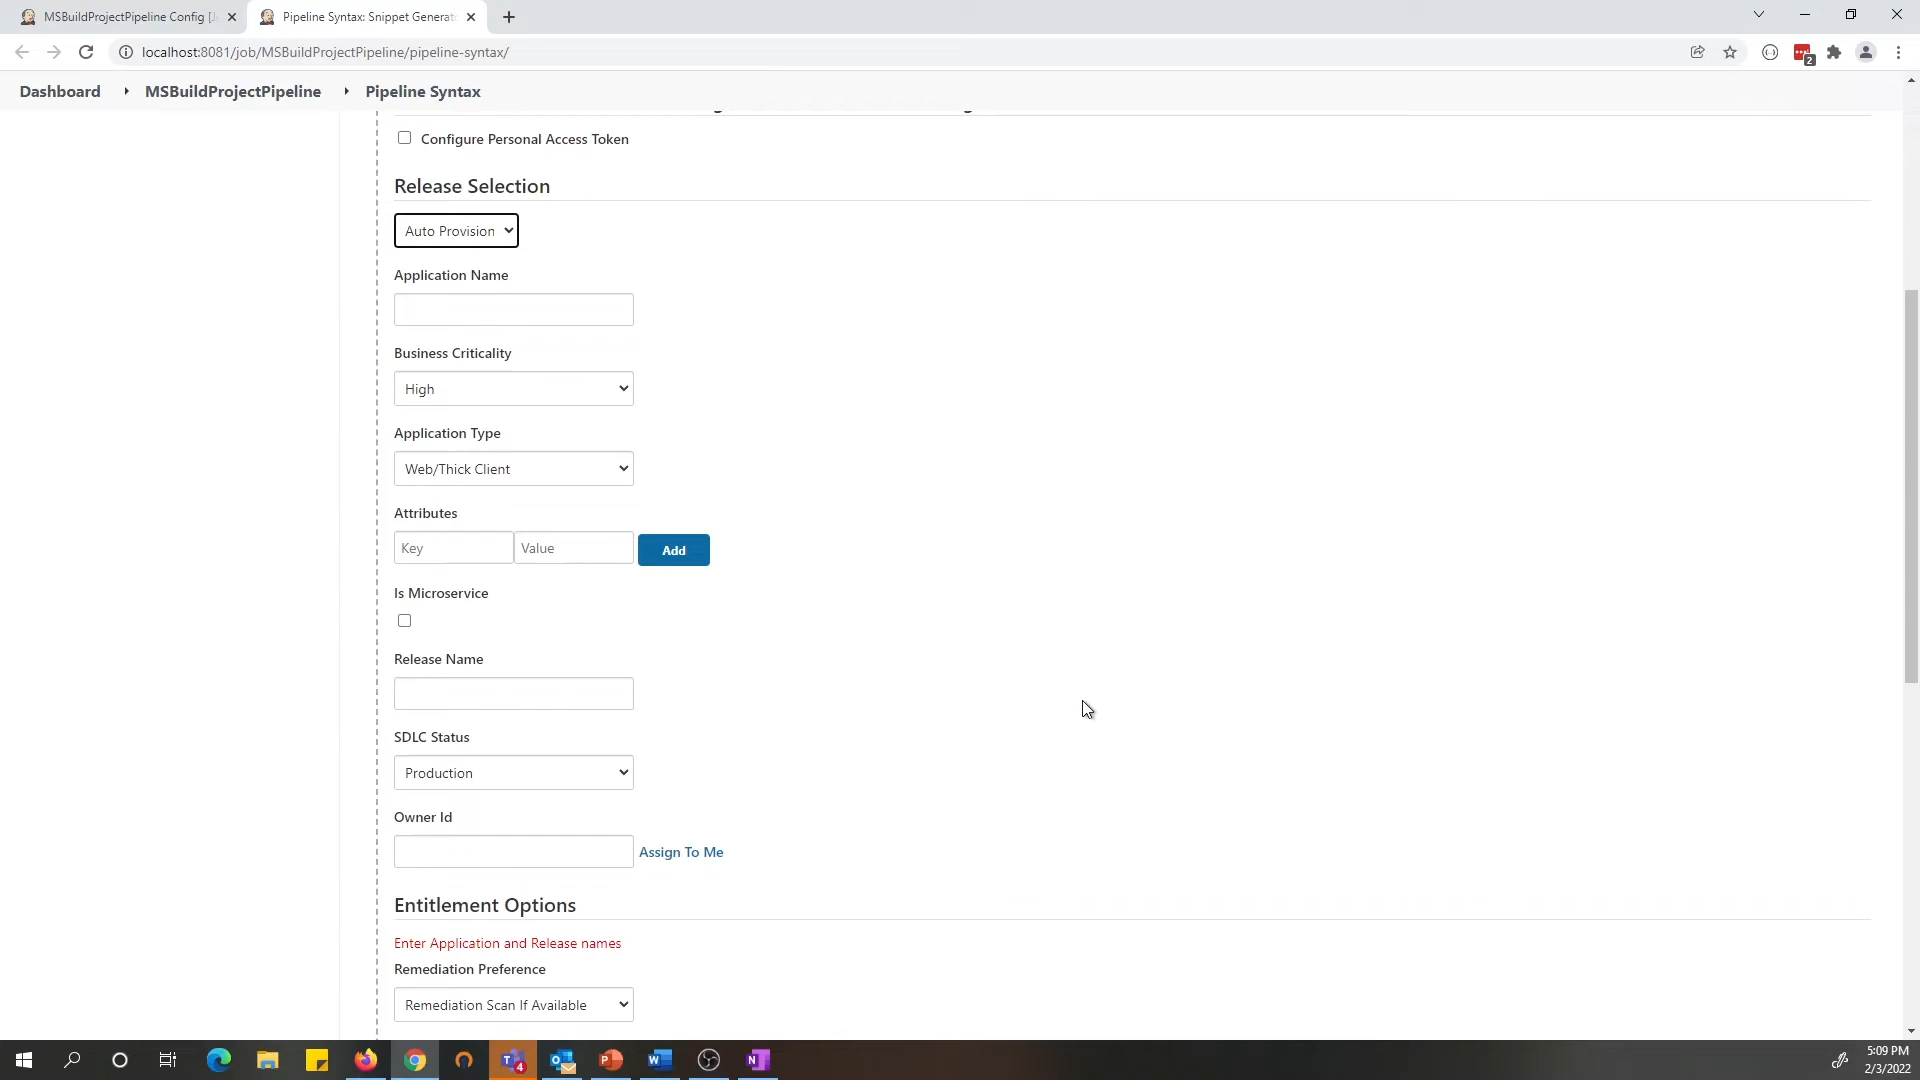 MSBuildProjectPipeline Config [J
Pipeline Syntax: Snippet Generato
localhost:8081/job/MSBuildProjectPipeline/pipeline-syntax/
2
Dashboard
MSBuildProjectPipeline
Pipeline Syntax
Configure Personal Access Token
Release Selection
Auto Provision
Application Name
Business Criticality
High
Application Type
Web/Thick Client
Attributes
Key
Value
Add
Is Microservice
Release Name
SDLC Status
Production
Owner Id
Assign To Me
Entitlement Options
Enter Application and Release names
Remediation Preference
Remediation Scan If Available
4
5:09 PM
2/3/2022